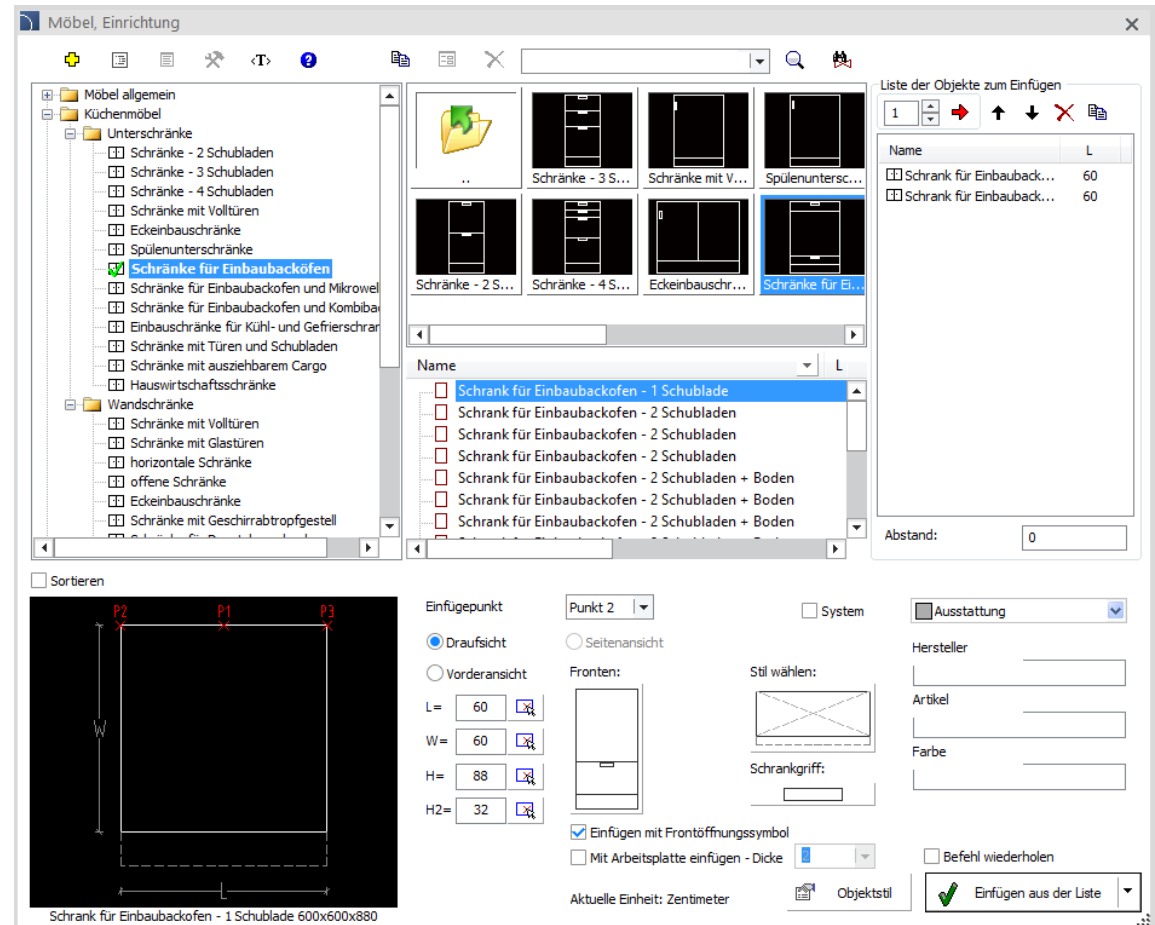 Möbel, Einrichtung
<T>
Möbel allgemein
Küchenmöbel
Unterschränke
Schränke - 2 Schubladen
Schränke - 3 Schubladen
Schränke - 4 Schubladen
Schränke mit Volltüren
Eckeinbauschränke
Spülenunterschränke
Schränke für Einbaubacköfen
Schränke für Einbaubackofen und Mikrowel
Schränke für Einbaubackofen und Kombiba
Einbauschränke für Kühl- und Gefrierschrar
Schränke mit Türen und Schubladen
Schränke mit ausziehbarem Cargo
Hauswirtschaftsschränke
Wandschränke
Schränke mit Volltüren
Schränke mit Glastüren
horizontale Schränke
offene Schränke
Eckeinbauschränke
Schränke mit Geschirrabtropfgestell
..
Schränke - 3 S...
Schränke mit V...
Spülenuntersc...
Schränke - 2 S...
Schränke - 4 S...
Eckeinbauschr...
Schränke für Ei...
Name L
Schrank für Einbaubackofen - 1 Schublade
Schrank für Einbaubackofen - 2 Schubladen
Schrank für Einbaubackofen - 2 Schubladen
Schrank für Einbaubackofen - 2 Schubladen
Schrank für Einbaubackofen - 2 Schubladen + Boden
Schrank für Einbaubackofen - 2 Schubladen + Boden
Schrank für Einbaubackofen - 2 Schubladen + Boden
Liste der Objekte zum Einfügen
1
Name L
Schrank für Einbauback... 60
Schrank für Einbauback... 60
Abstand: 0
Sortieren
P2 P1 P3
W
L
Schrank für Einbaubackofen - 1 Schublade 600x600x880
Einfügepunkt Punkt 2
Draufsicht Seitenansicht
Vorderansicht
L= 60
W= 60
H= 88
H2= 32
Fronten:
System
Stil wählen:
Schrankgriff:
Einfügen mit Frontöffnungssymbol
Mit Arbeitsplatte einfügen - Dicke 2
Aktuelle Einheit: Zentimeter
Objektstil
Ausstattung
Hersteller
Artikel
Farbe
Befehl wiederholen
Einfügen aus der Liste